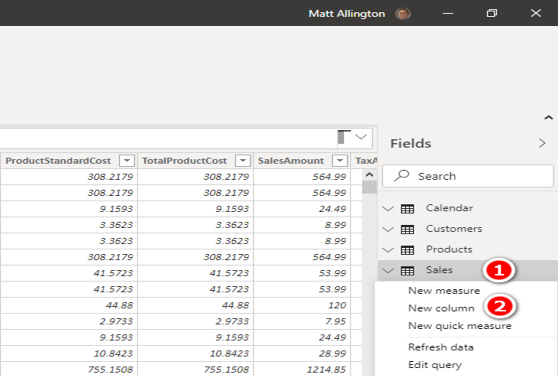 Matt Allington
Fields
Search
ProductStandardCost TotalProductCost SalesAmount TaxA
308.2179 308.2179 564.99
308.2179 308.2179 564.99
9.1593 9.1593 24.49
3.3623 3.3623 8.99
3.3623 3.3623 8.99
308.2179 308.2179 564.99
41.5723 41.5723 53.99
41.5723 41.5723 53.99
44.88 44.88 120
2.9733 2.9733 7.95
9.1593 9.1593 24.49
10.8423 10.8423 28.99
755.1508 755.1508 1214.85
Calendar
Customers
Products
Sales 1
New measure
New column 2
New quick measure
Refresh data
Edit query